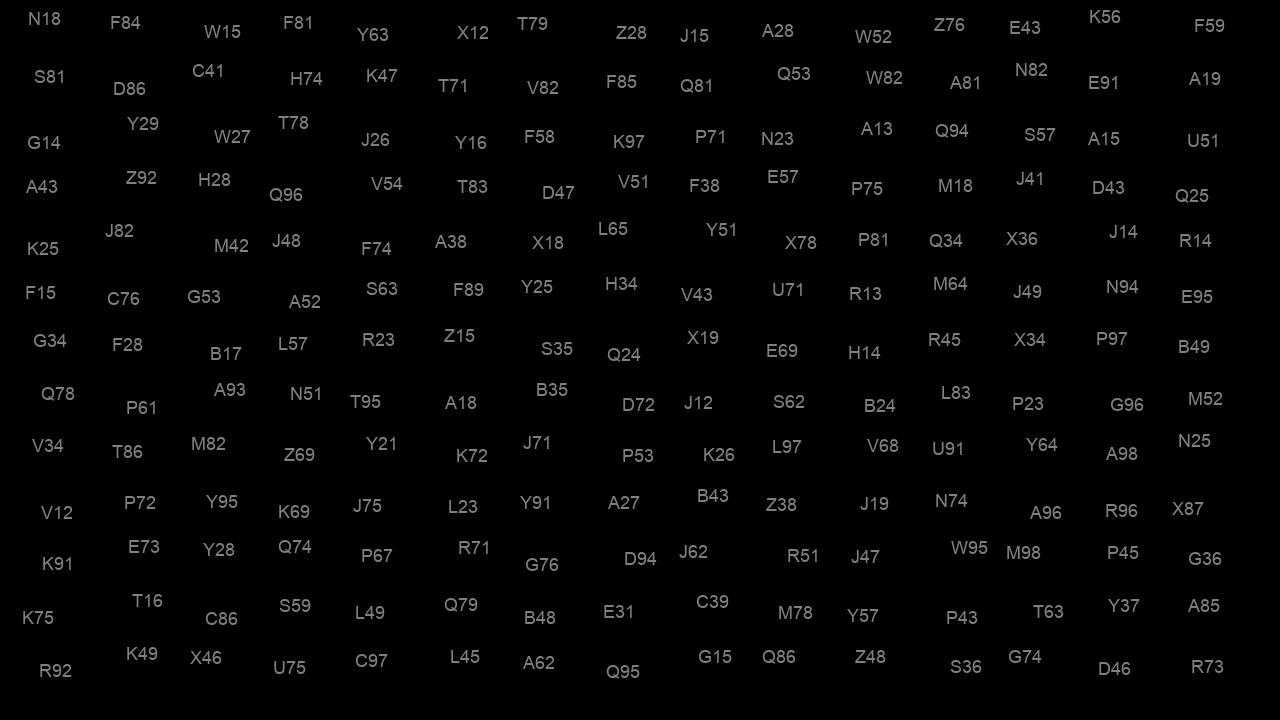 N18 F84 W15 F81 Y63 X12 T79 Z28 J15 A28 W52 Z76 E43 K56 F59
S81 D86 C41 H74 K47 T71 V82 F85 Q81 Q53 W82 A81 N82 E91 A19
G14 Y29 W27 T78 J26 Y16 F58 K97 P71 N23 A13 Q94 S57 A15 U51
A43 Z92 H28 Q96 V54 T83 D47 V51 F38 E57 P75 M18 J41 D43 Q25
K25 J82 M42 J48 F74 A38 X18 L65 Y51 X78 P81 Q34 X36 J14 R14
F15 C76 G53 A52 S63 F89 Y25 H34 V43 U71 R13 M64 J49 N94 E95
G34 F28 B17 L57 R23 Z15 S35 Q24 X19 E69 H14 R45 X34 P97 B49
Q78 P61 A93 N51 T95 A18 B35 D72 J12 S62 B24 L83 P23 G96 M52
V34 T86 M82 Z69 Y21 K72 J71 P53 K26 L97 V68 U91 Y64 A98 N25
V12 P72 Y95 K69 J75 L23 Y91 A27 B43 Z38 J19 N74 A96 R96 X87
K91 E73 Y28 Q74 P67 R71 G76 D94 J62 R51 J47 W95 M98 P45 G36
K75 T16 C86 S59 L49 Q79 B48 E31 C39 M78 Y57 P43 T63 Y37 A85
R92 K49 X46 U75 C97 L45 A62 Q95 G15 Q86 Z48 S36 G74 D46 R73